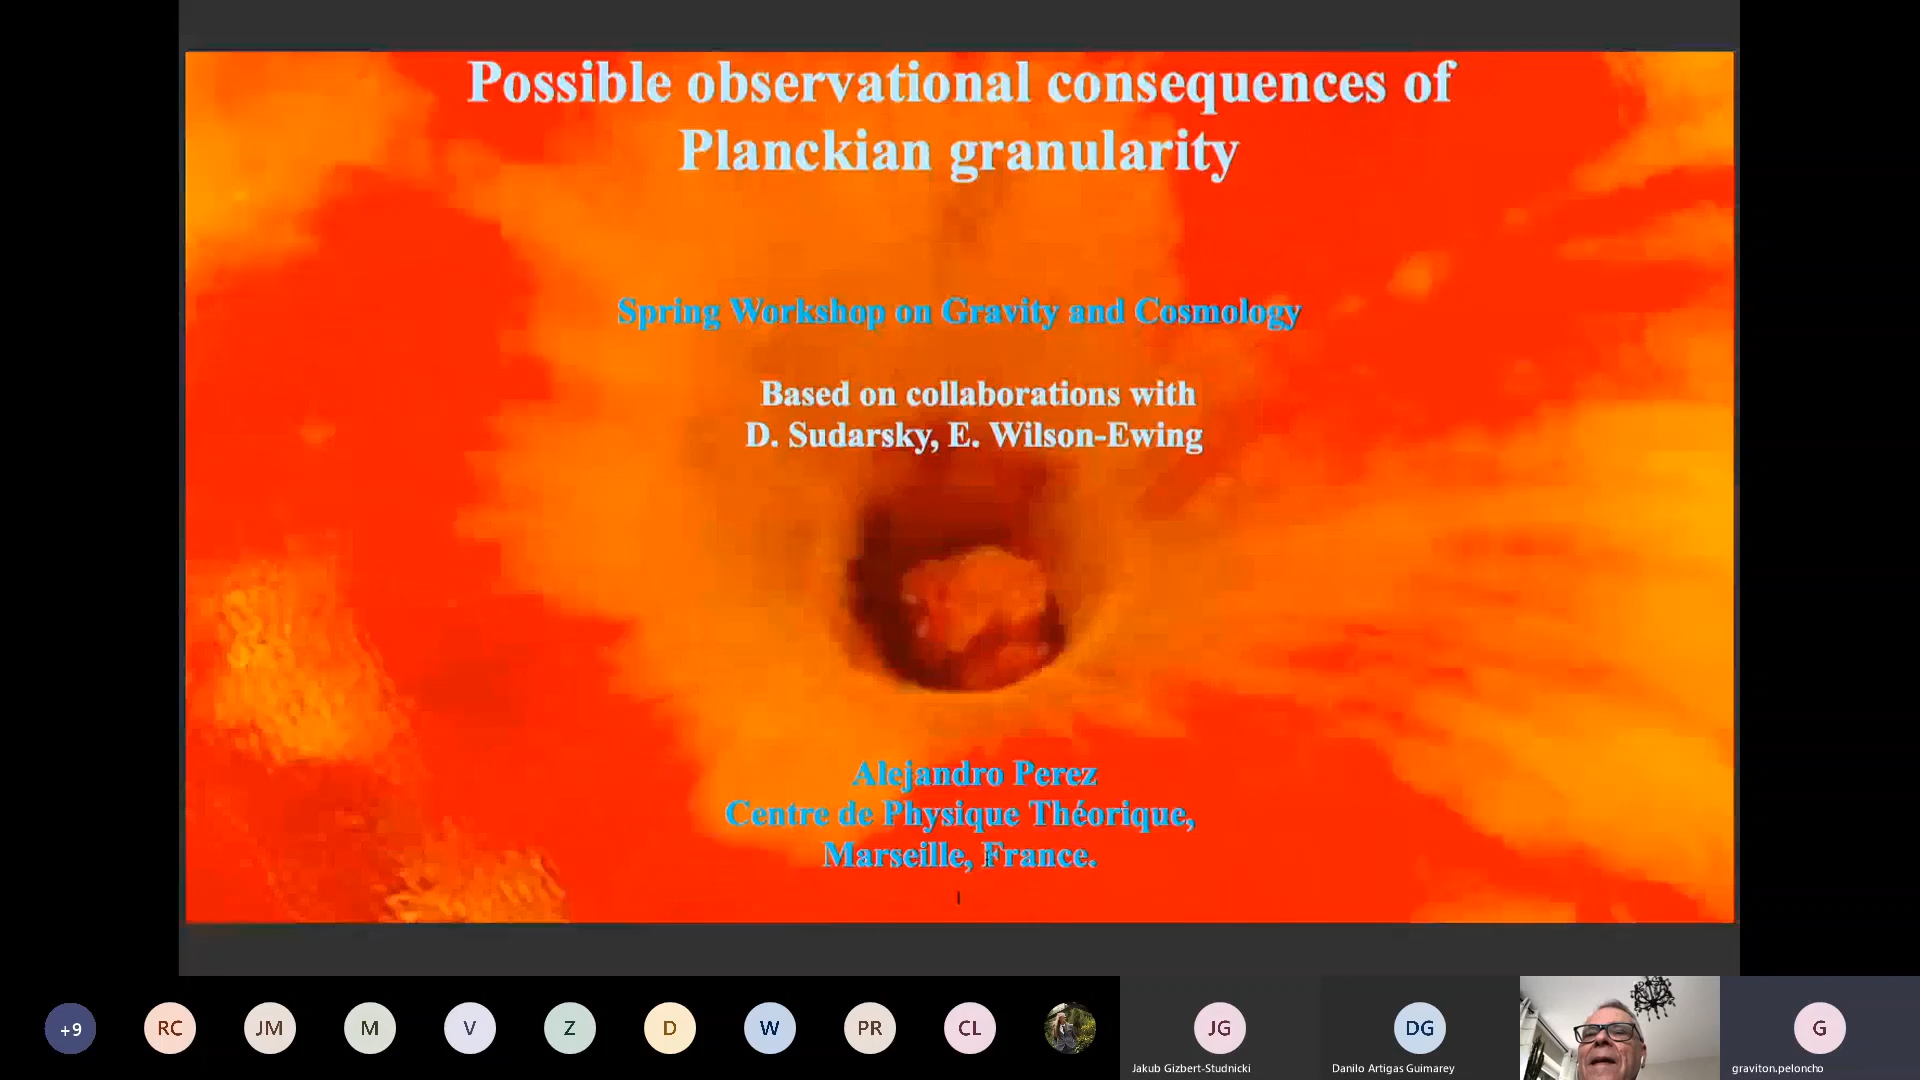 Possible observational consequences of
Planckian granularity
Spring Workshop on Gravity and Cosmology
Based on collaborations with
D. Sudarsky, E. Wilson-Ewing
Alejandro Perez
Centre de Physique Théorique,
Marseille, France.
+9
RC
JM
M
V
Z
D
W
PR
CL
JG
DG
G
Jakub Gizbert-Studnicki
Danilo Artigas Guimarey
graviton.peloncho